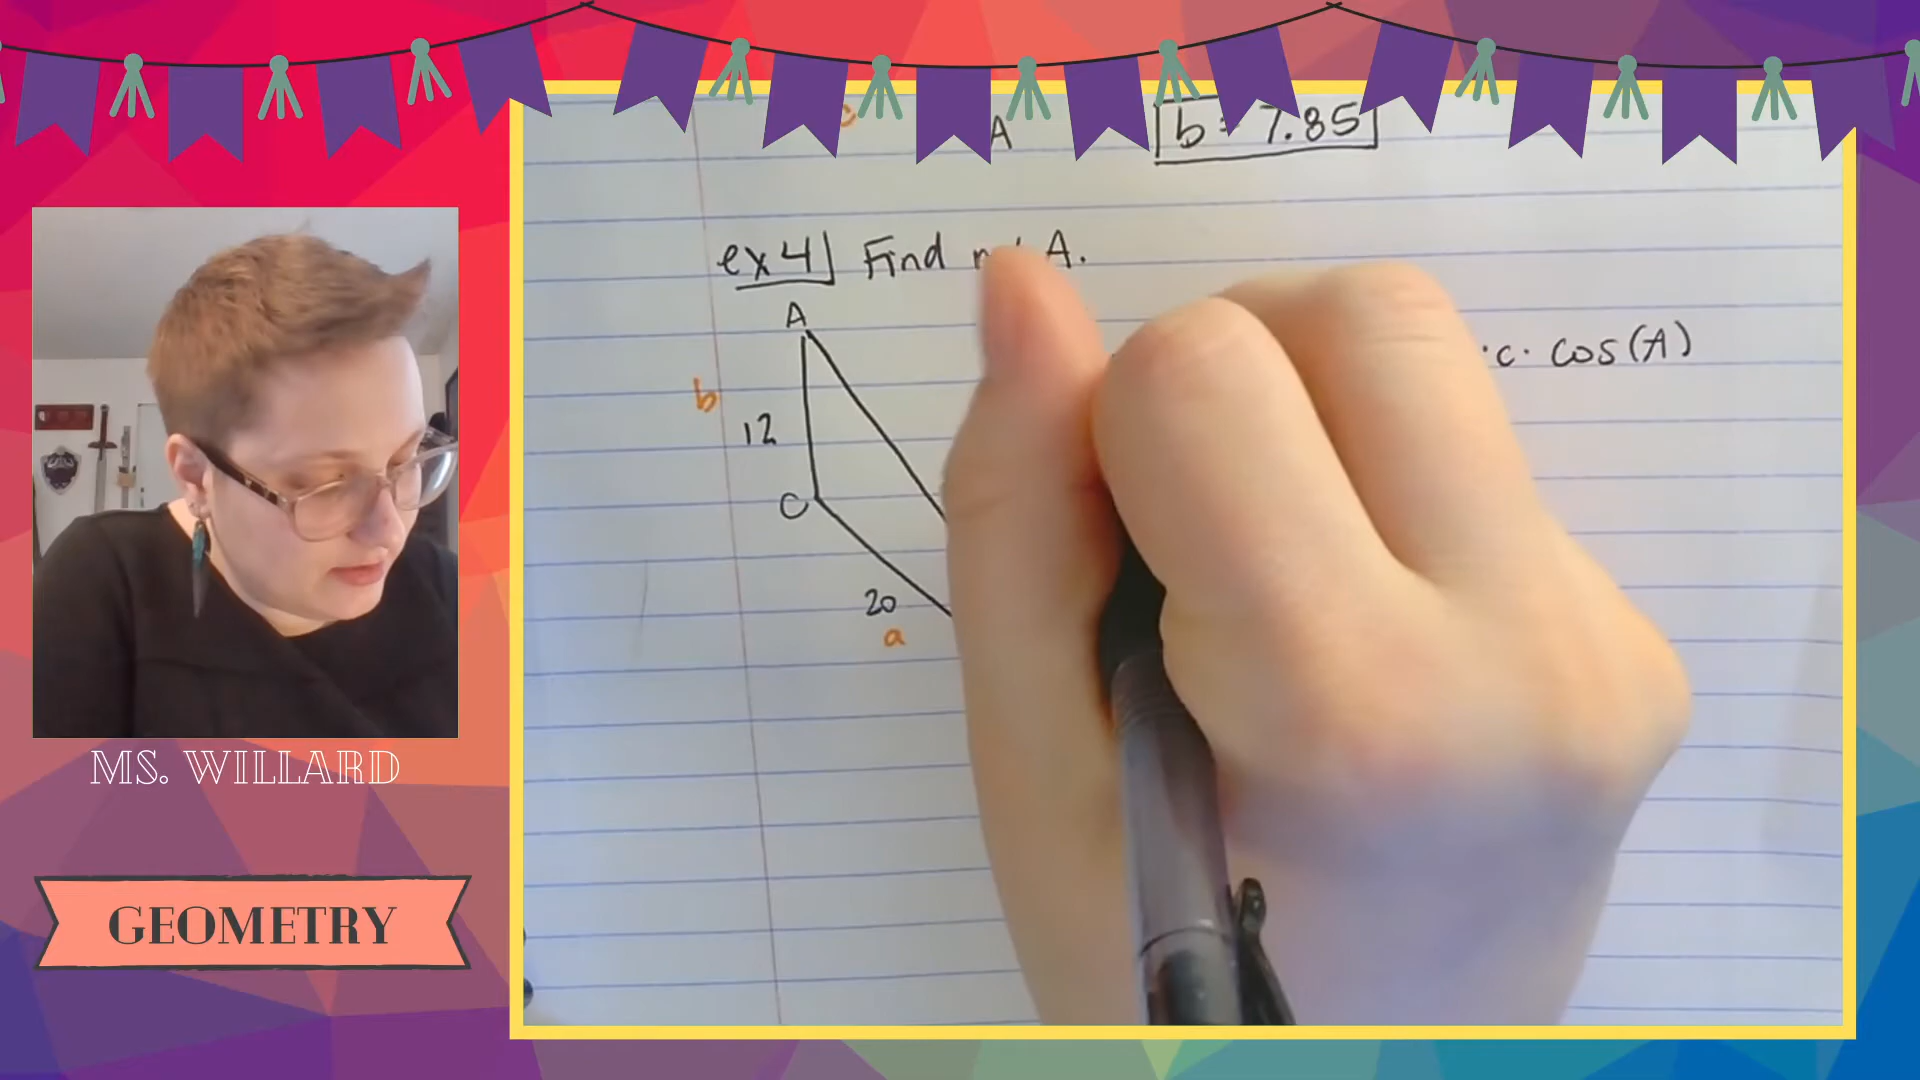 A
b = 7.85
ex 4] Find A.
A
·c· cos(A)
b
12
C
20
a
MS. WILLARD
GEOMETRY